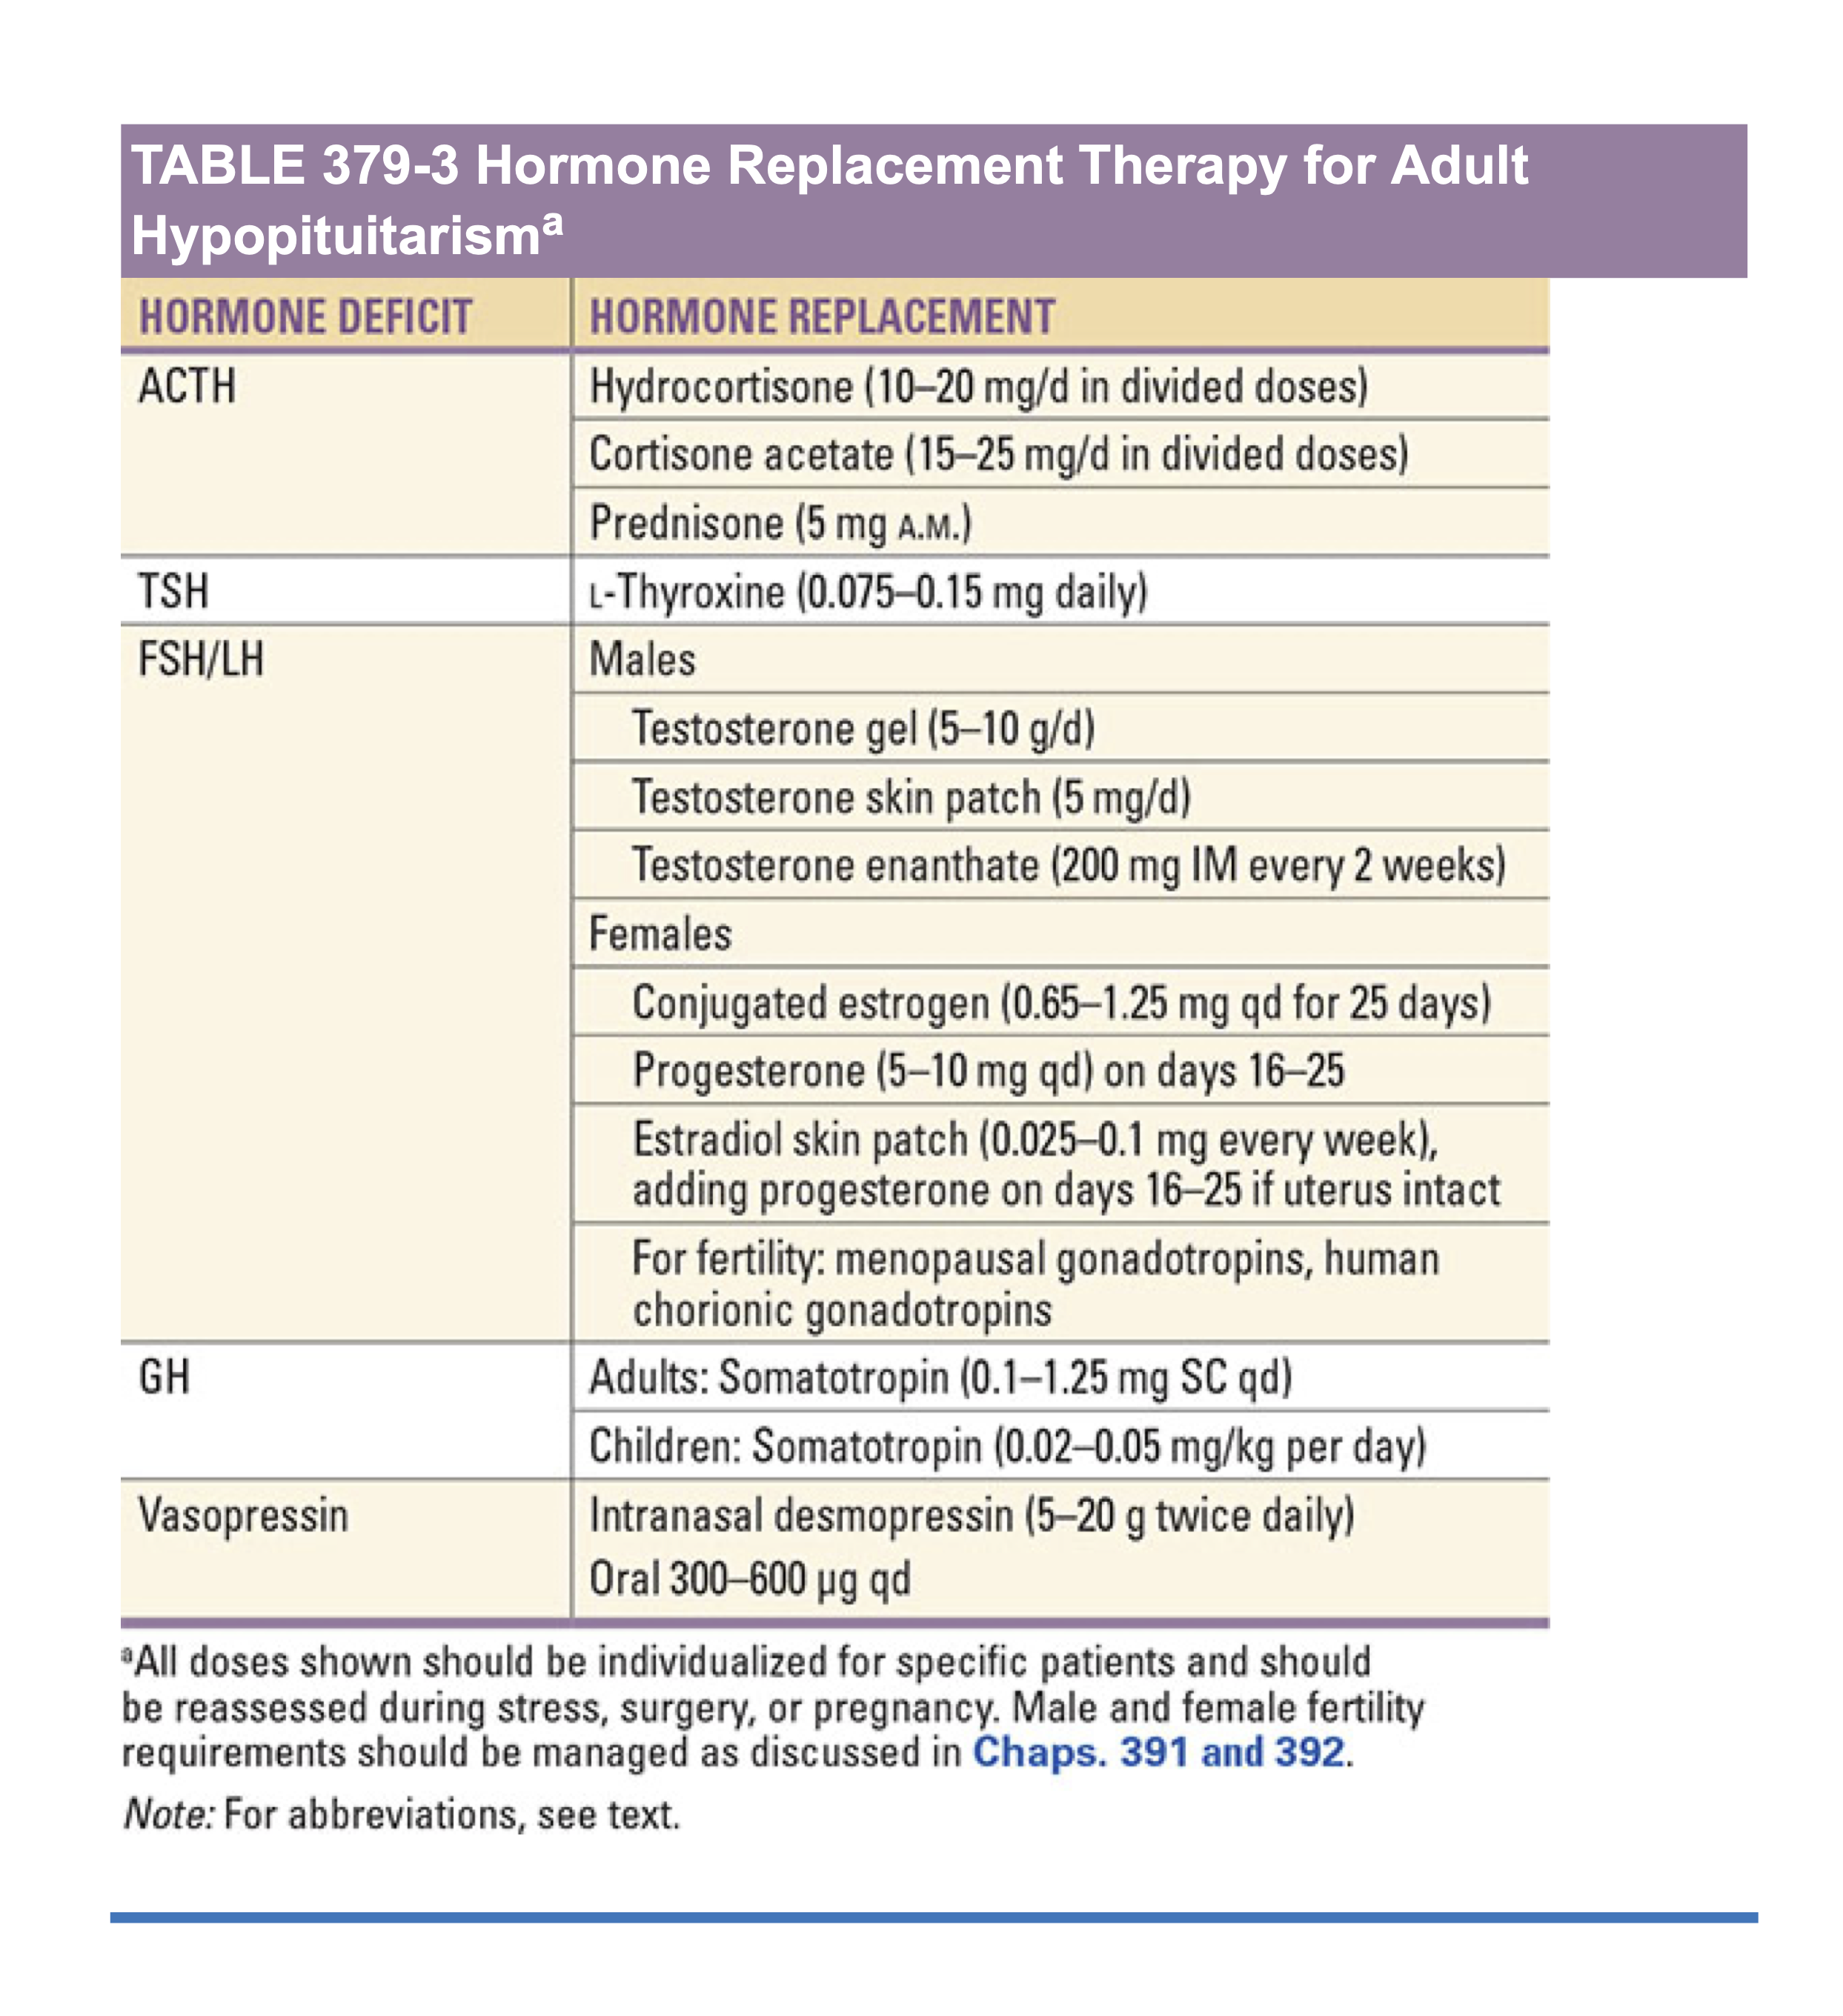 TABLE 379-3 Hormone Replacement Therapy for Adult
Hypopituitarismᵃ
HORMONE DEFICIT HORMONE REPLACEMENT
ACTH Hydrocortisone (10–20 mg/d in divided doses)
Cortisone acetate (15–25 mg/d in divided doses)
Prednisone (5 mg A.M.)
TSH L-Thyroxine (0.075–0.15 mg daily)
FSH/LH Males
Testosterone gel (5–10 g/d)
Testosterone skin patch (5 mg/d)
Testosterone enanthate (200 mg IM every 2 weeks)
Females
Conjugated estrogen (0.65–1.25 mg qd for 25 days)
Progesterone (5–10 mg qd) on days 16–25
Estradiol skin patch (0.025–0.1 mg every week),
adding progesterone on days 16–25 if uterus intact
For fertility: menopausal gonadotropins, human
chorionic gonadotropins
GH Adults: Somatotropin (0.1–1.25 mg SC qd)
Children: Somatotropin (0.02–0.05 mg/kg per day)
Vasopressin Intranasal desmopressin (5–20 g twice daily)
Oral 300–600 μg qd
ᵃAll doses shown should be individualized for specific patients and should
be reassessed during stress, surgery, or pregnancy. Male and female fertility
requirements should be managed as discussed in Chaps. 391 and 392.
Note: For abbreviations, see text.